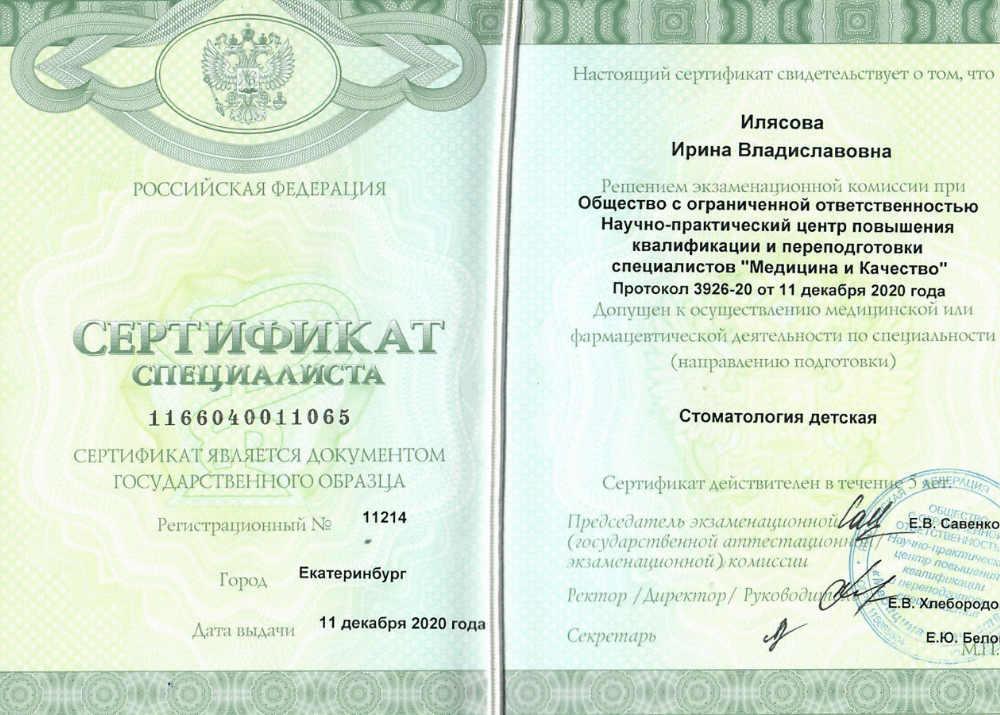 РОССИЙСКАЯ ФЕДЕРАЦИЯ
СЕРТИФИКАТ
СПЕЦИАЛИСТА
1166040011065
СЕРТИФИКАТ ЯВЛЯЕТСЯ ДОКУМЕНТОМ
ГОСУДАРСТВЕННОГО ОБРАЗЦА
Регистрационный № 11214
Город Екатеринбург
Дата выдачи 11 декабря 2020 года
Настоящий сертификат свидетельствует о том, что
Илясова
Ирина Владиславовна
Решением экзаменационной комиссии при
Общество с ограниченной ответственностью
Научно-практический центр повышения
квалификации и переподготовки
специалистов "Медицина и Качество"
Протокол 3926-20 от 11 декабря 2020 года
Допущен к осуществлению медицинской или
фармацевтической деятельности по специальности
(направлению подготовки)
Стоматология детская
Сертификат действителен в течение 5 лет.
Председатель экзаменационной Е.В. Савенко
(государственной аттестационной/
экзаменационной) комиссии
Ректор /Директор/ Руководитель Е.В. Хлебородо
Секретарь Е.Ю. Бело
М.П.